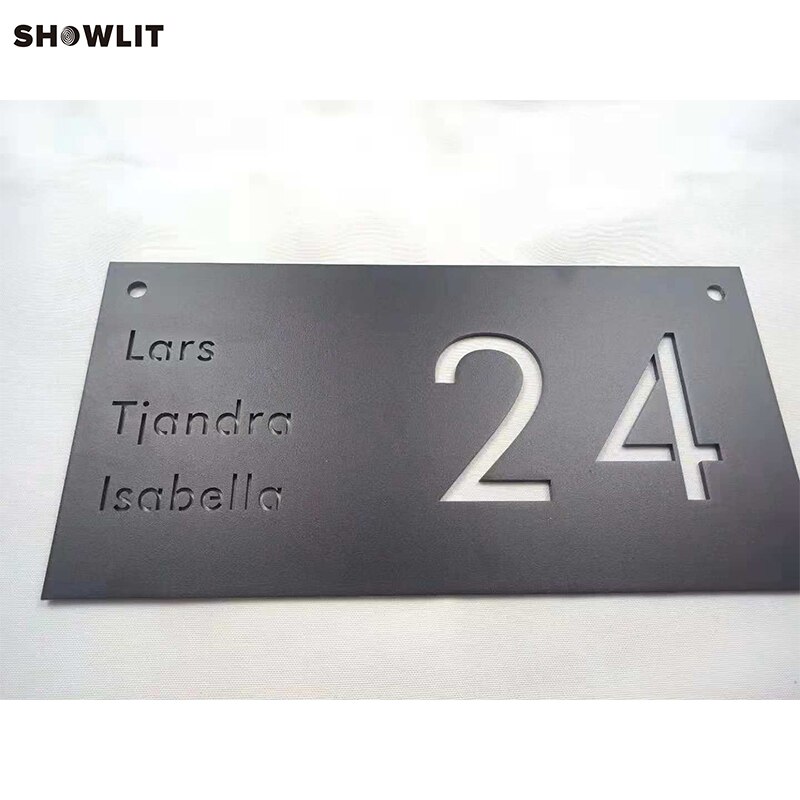 SHOWLIT
Lars
Tjandra
Isabella
24